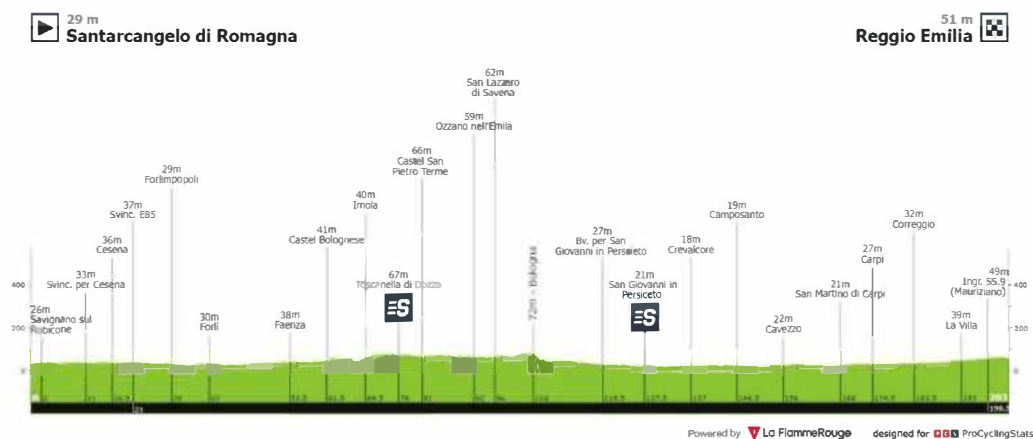 29 m
Santarcangelo di Romagna
51 m
Reggio Emilia
62m
San Lazzaro
di Savena
59m
Ozzano nell'Emilia
66m
Castel San
Pietro Terme
29m
Forlimpopoli
40m
Imola
37m
Svinc. E85
19m
Camposanto
32m
Correggio
36m
Cesena
41m
Castel Bolognese
27m
Bv. per San
Giovanni in Persiceto
18m
Crevalcore
27m
Carpi
33m
Svinc. per Cesena
67m
Toscanella di Dozza
21m
San Giovanni in
Persiceto
49m
Ingr. SS.9
(Mauriziano)
21m
San Martino di Carpi
26m
Savignano sul
Rubicone
30m
Forlì
38m
Faenza
72m - Bologna
22m
Cavezzo
39m
La Villa
400
200
0
400
200
0
S
S
21
76
Powered by La FlammeRouge designed for PCS ProCyclingStats